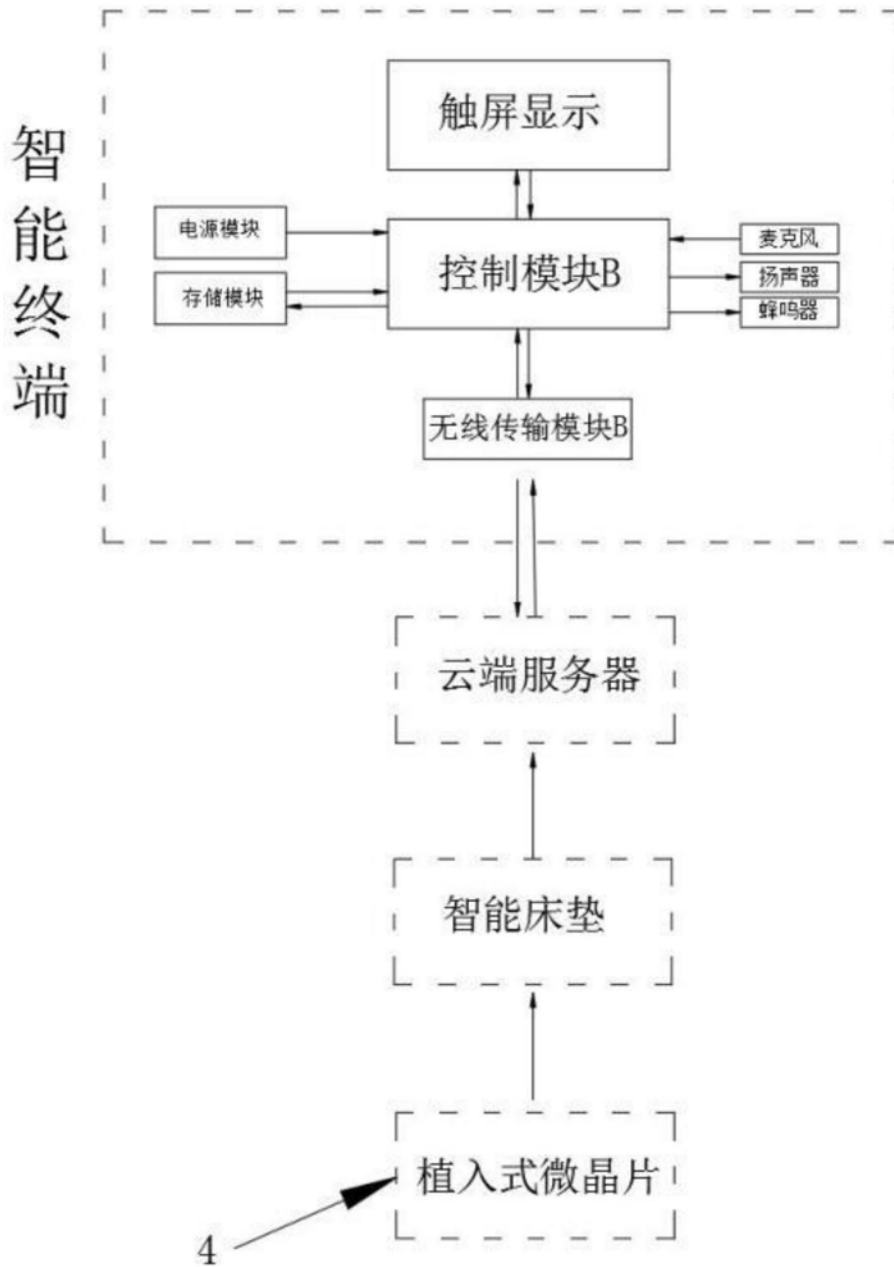 智能终端
触屏显示
电源模块
存储模块
控制模块B
麦克风
扬声器
蜂鸣器
无线传输模块B
云端服务器
智能床垫
植入式微晶片
4